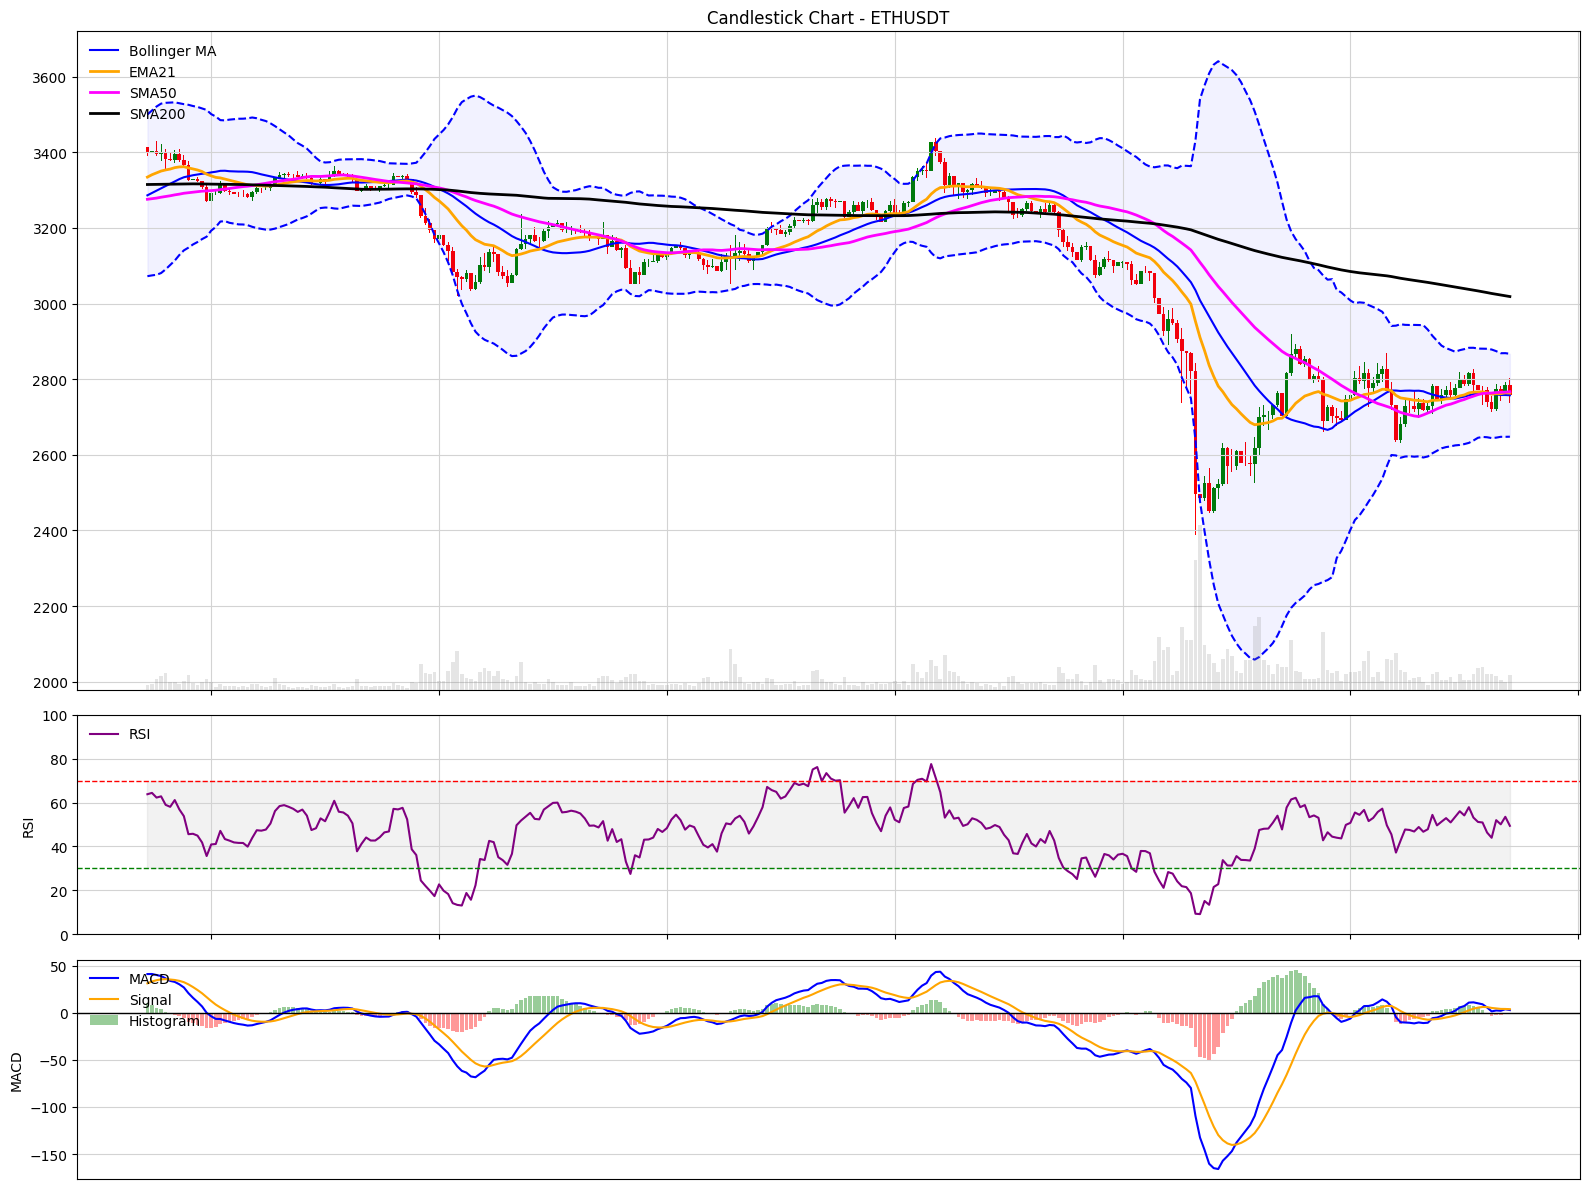 Candlestick Chart - ETHUSDT
Bollinger MA
EMA21
SMA50
SMA200
3600
3400
3200
3000
2800
2600
2400
2200
2000
RSI
100
80
60
40
20
0
RSI
MACD
Signal
Histogram
50
0
−50
−100
−150
MACD